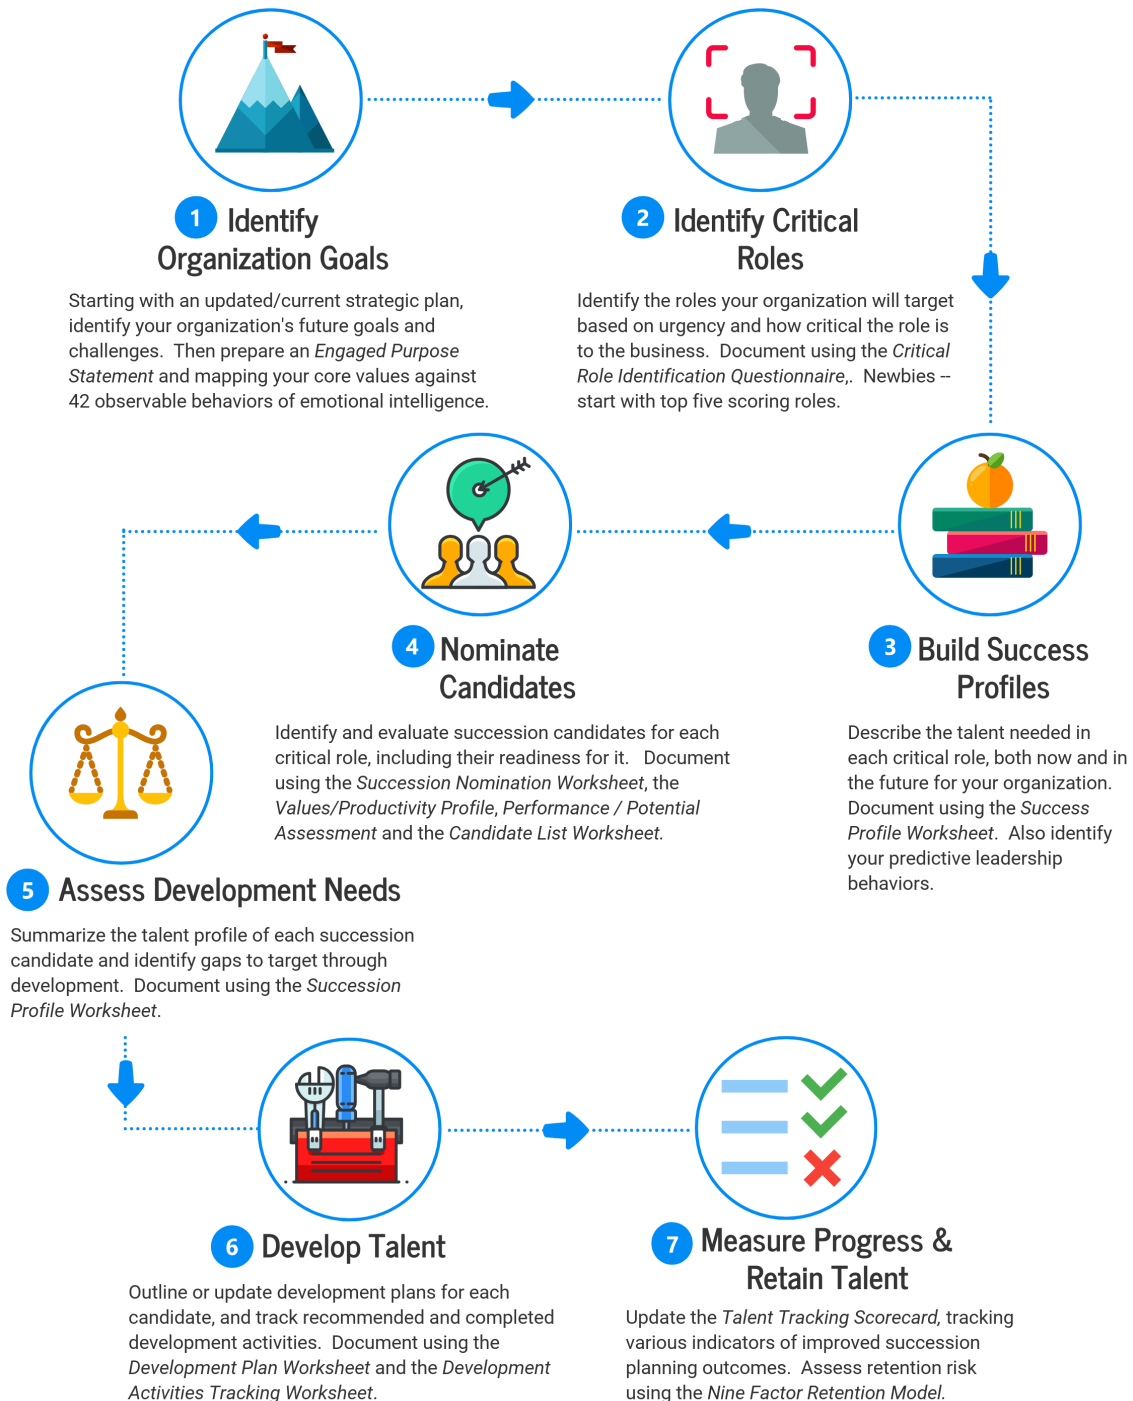 1 Identify
Organization Goals
Starting with an updated/current strategic plan,
identify your organization's future goals and
challenges.  Then prepare an Engaged Purpose
Statement and mapping your core values against
42 observable behaviors of emotional intelligence.
2 Identify Critical
Roles
Identify the roles your organization will target
based on urgency and how critical the role is
to the business.  Document using the Critical
Role Identification Questionnaire,.  Newbies --
start with top five scoring roles.
3 Build Success
Profiles
Describe the talent needed in
each critical role, both now and in
the future for your organization.
Document using the Success
Profile Worksheet.  Also identify
your predictive leadership
behaviors.
4 Nominate
Candidates
Identify and evaluate succession candidates for each
critical role, including their readiness for it.   Document
using the Succession Nomination Worksheet, the
Values/Productivity Profile, Performance / Potential
Assessment and the Candidate List Worksheet.
5 Assess Development Needs
Summarize the talent profile of each succession
candidate and identify gaps to target through
development.  Document using the Succession
Profile Worksheet.
6 Develop Talent
Outline or update development plans for each
candidate, and track recommended and completed
development activities.  Document using the
Development Plan Worksheet and the Development
Activities Tracking Worksheet.
7 Measure Progress &
Retain Talent
Update the Talent Tracking Scorecard, tracking
various indicators of improved succession
planning outcomes.  Assess retention risk
using the Nine Factor Retention Model.